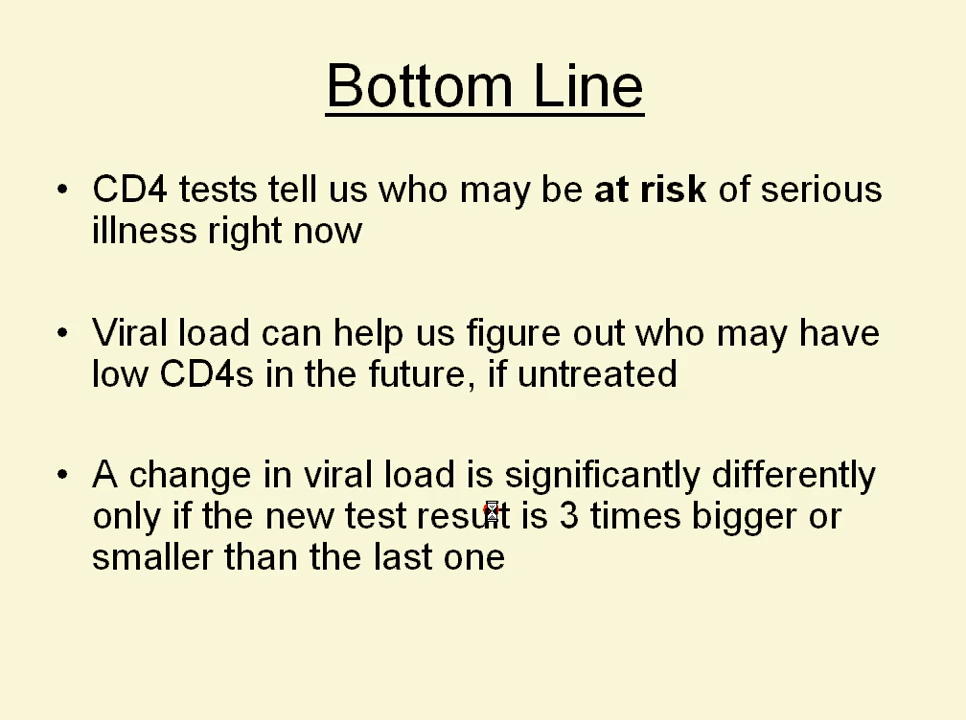 Bottom Line
• CD4 tests tell us who may be at risk of serious
illness right now
• Viral load can help us figure out who may have
low CD4s in the future, if untreated
• A change in viral load is significantly differently
only if the new test result is 3 times bigger or
smaller than the last one